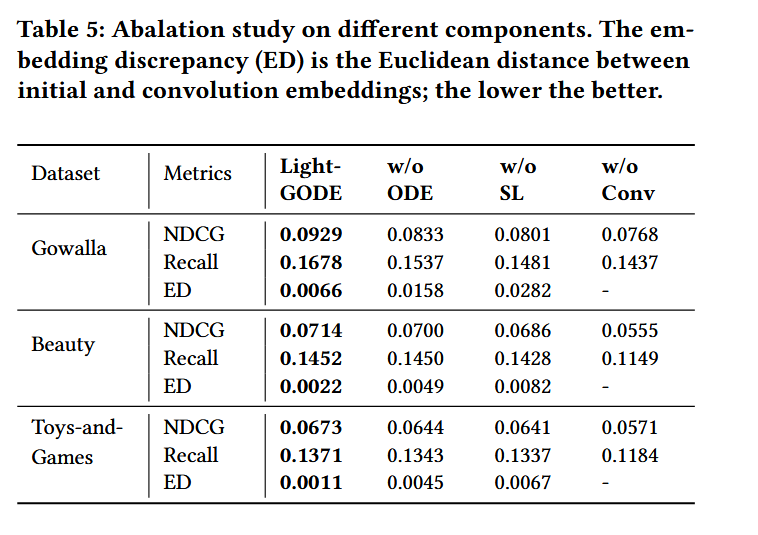 Table 5: Abalation study on different components. The em-
bedding discrepancy (ED) is the Euclidean distance between
initial and convolution embeddings; the lower the better.
Dataset Metrics Light-GODE w/o ODE w/o SL w/o Conv
Gowalla NDCG 0.0929 0.0833 0.0801 0.0768
Recall 0.1678 0.1537 0.1481 0.1437
ED 0.0066 0.0158 0.0282 -
Beauty NDCG 0.0714 0.0700 0.0686 0.0555
Recall 0.1452 0.1450 0.1428 0.1149
ED 0.0022 0.0049 0.0082 -
Toys-and-Games NDCG 0.0673 0.0644 0.0641 0.0571
Recall 0.1371 0.1343 0.1337 0.1184
ED 0.0011 0.0045 0.0067 -